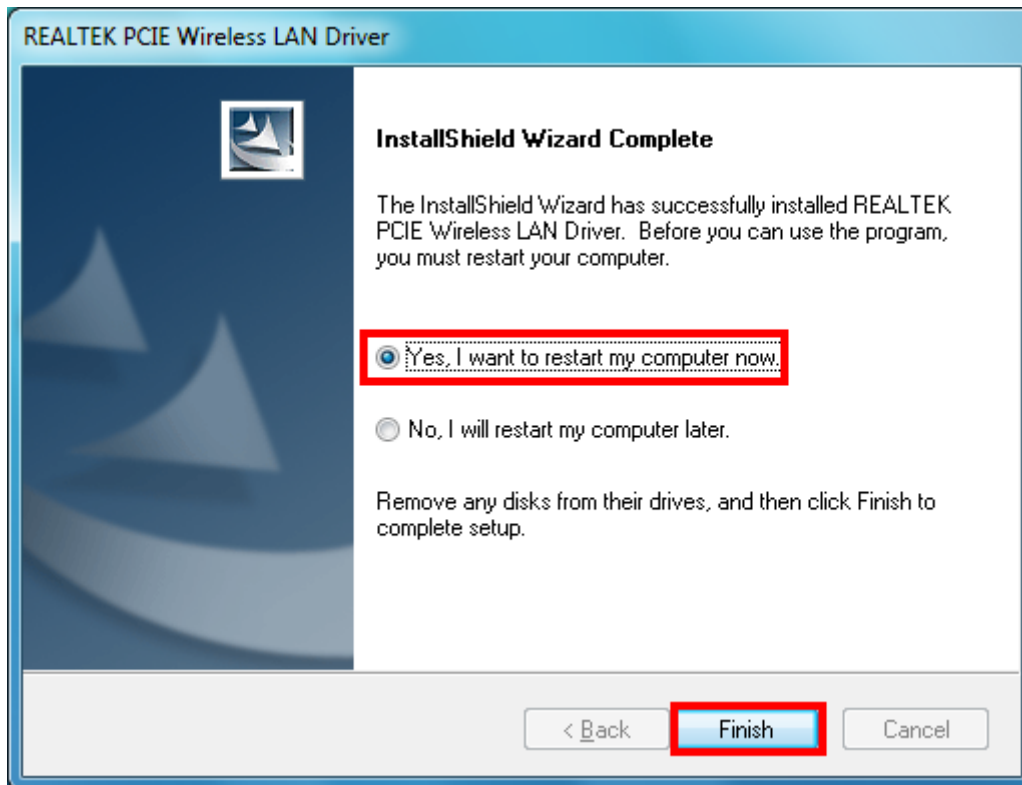 REALTEK PCIE Wireless LAN Driver
InstallShield Wizard Complete
The InstallShield Wizard has successfully installed REALTEK
PCIE Wireless LAN Driver.  Before you can use the program,
you must restart your computer.
Yes, I want to restart my computer now.
No, I will restart my computer later.
Remove any disks from their drives, and then click Finish to
complete setup.
< Back
Finish
Cancel